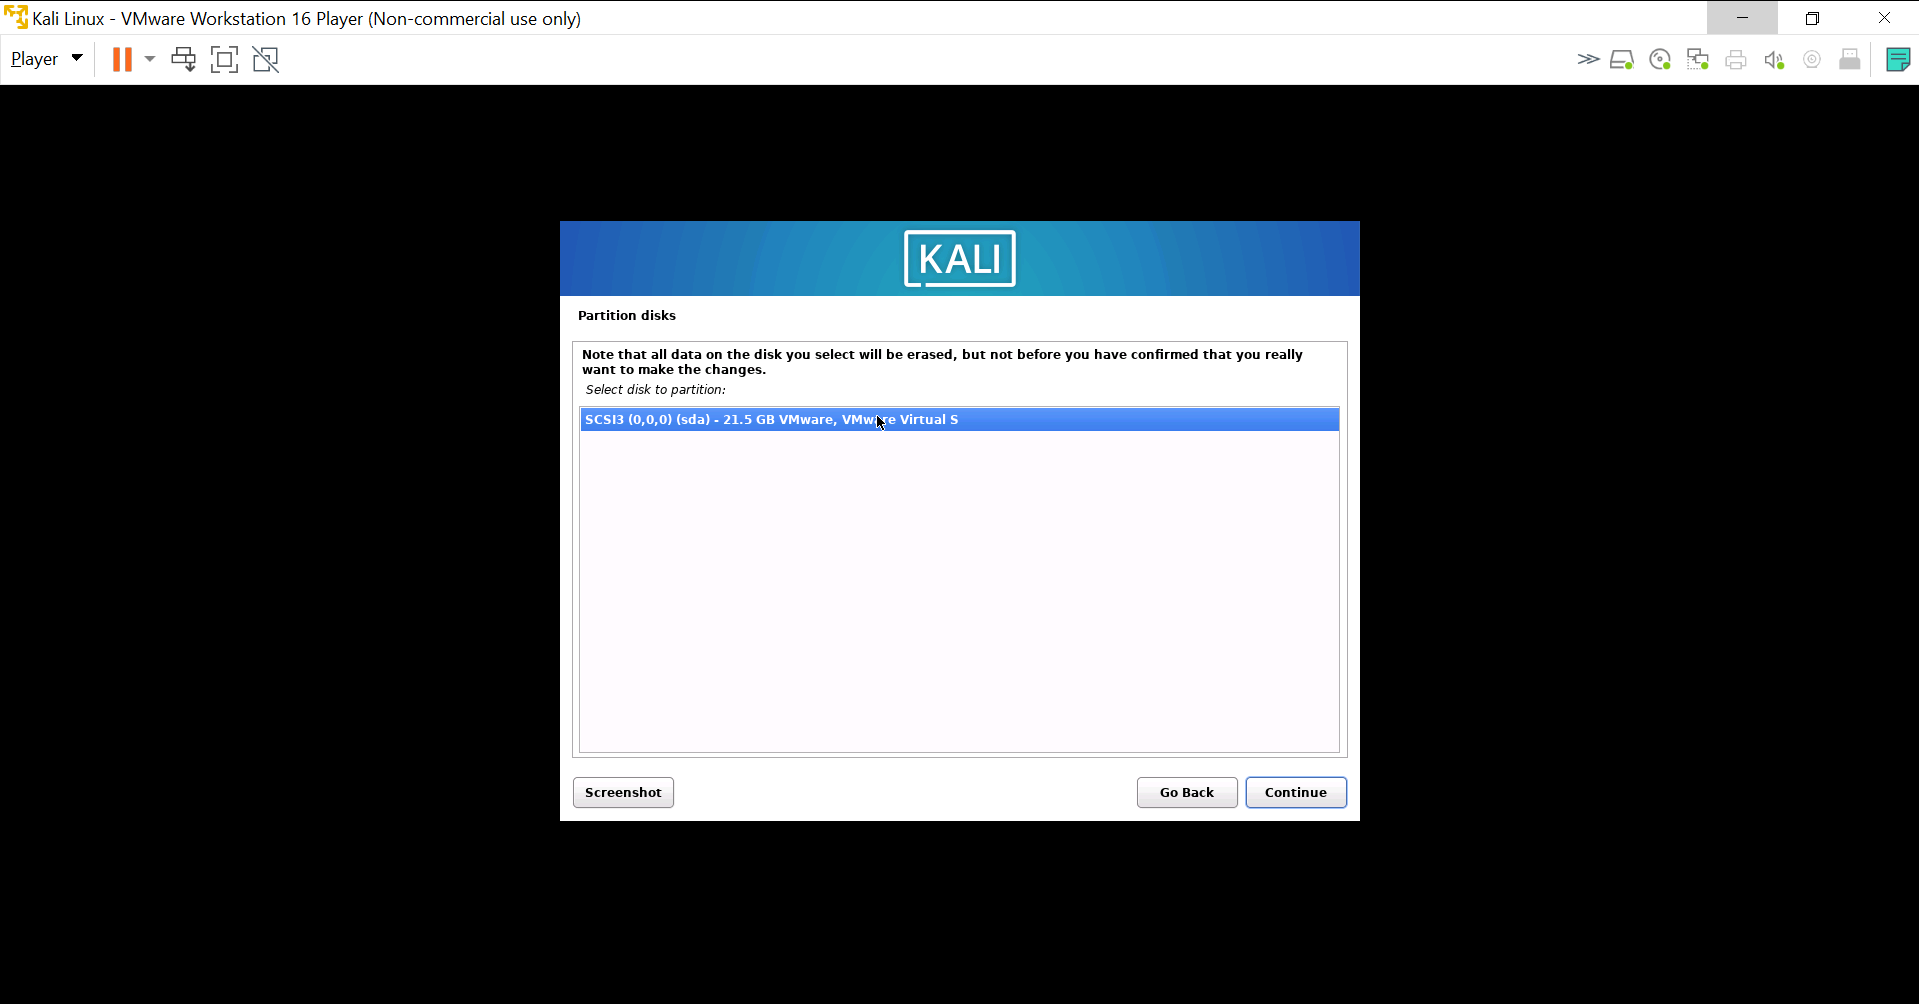 Kali Linux - VMware Workstation 16 Player (Non-commercial use only)
Player
KALI
Partition disks
Note that all data on the disk you select will be erased, but not before you have confirmed that you really
want to make the changes.
Select disk to partition:
SCSI3 (0,0,0) (sda) - 21.5 GB VMware, VMware Virtual S
Screenshot
Go Back
Continue